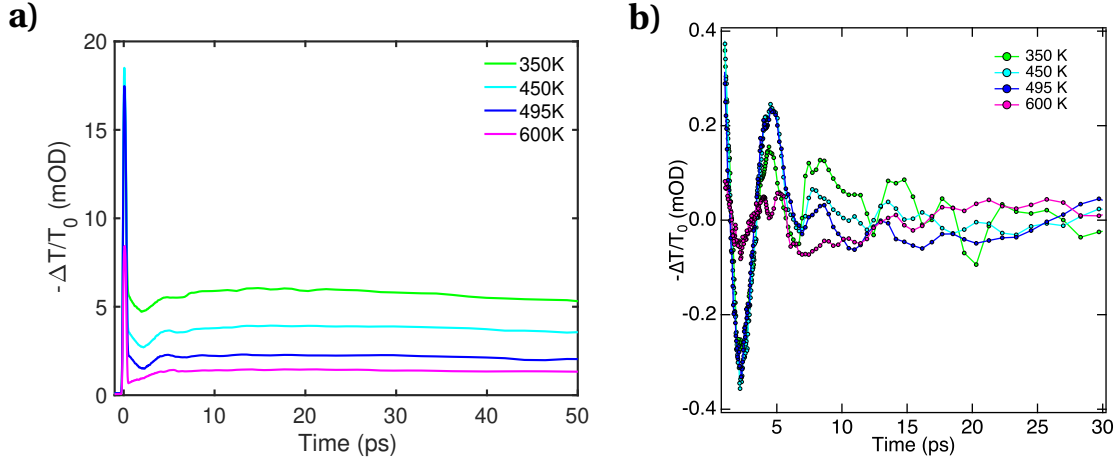 a)
20
15
10
5
0
-ΔT/T₀ (mOD)
350K
450K
495K
600K
0 10 20 30 40 50
Time (ps)
b)
0.4
0.2
0.0
-0.2
-0.4
-ΔT/T₀ (mOD)
350 K
450 K
495 K
600 K
5 10 15 20 25 30
Time (ps)